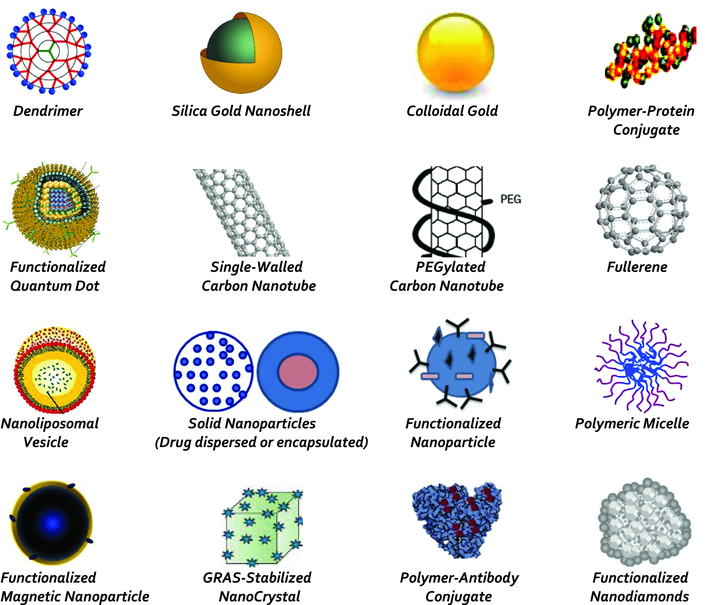 Dendrimer
Silica Gold Nanoshell
Colloidal Gold
Polymer-Protein
Conjugate
Functionalized
Quantum Dot
Single-Walled
Carbon Nanotube
PEG
PEGylated
Carbon Nanotube
Fullerene
Nanoliposomal
Vesicle
Solid Nanoparticles
(Drug dispersed or encapsulated)
Functionalized
Nanoparticle
Polymeric Micelle
Functionalized
Magnetic Nanoparticle
GRAS-Stabilized
NanoCrystal
Polymer-Antibody
Conjugate
Functionalized
Nanodiamonds